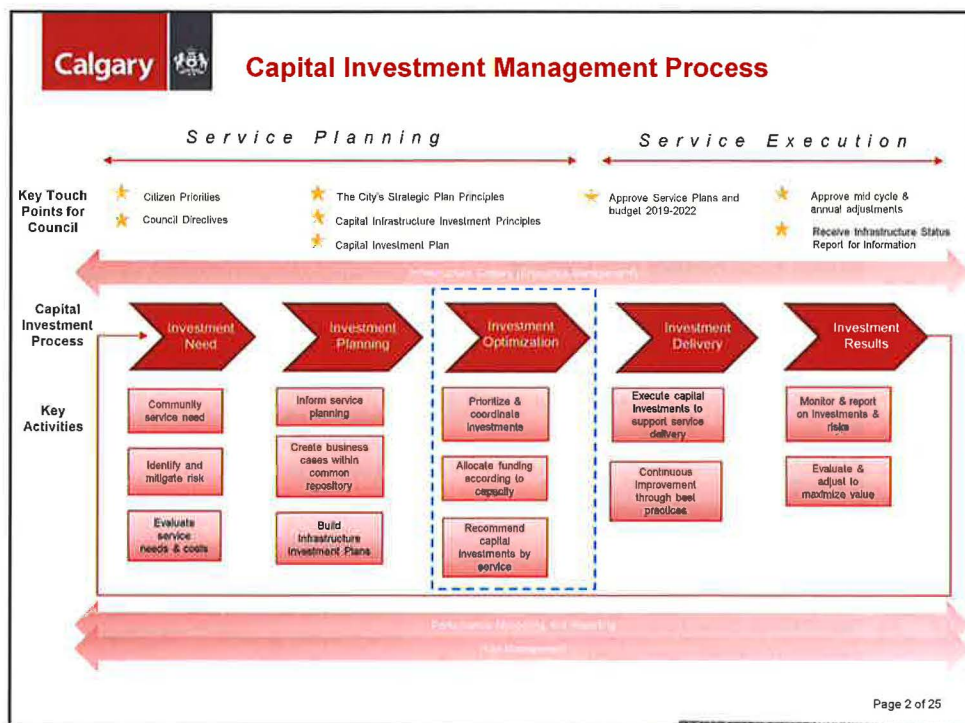 Calgary
Capital Investment Management Process
Service Planning
Service Execution
Key Touch
Points for
Council
Citizen Priorities
Council Directives
The City's Strategic Plan Principles
Capital Infrastructure Investment Principles
Capital Investment Plan
Approve Service Plans and
budget 2019-2022
Approve mid cycle &
annual adjustments
Receive Infrastructure Status
Report for Information
Capital
Investment
Process
Investment
Need
Investment
Planning
Investment
Optimization
Investment
Delivery
Investment
Results
Key
Activities
Community
service need
Identify and
mitigate risk
Evaluate
service
needs & costs
Inform service
planning
Create business
cases within
common
repository
Build
Infrastructure
Investment Plans
Prioritize &
coordinate
investments
Allocate funding
according to
capacity
Recommend
capital
investments by
service
Execute capital
investments to
support service
delivery
Continuous
improvement
through best
practices
Monitor & report
on investments &
risks
Evaluate &
adjust to
maximize value
Risk Management
Page 2 of 25